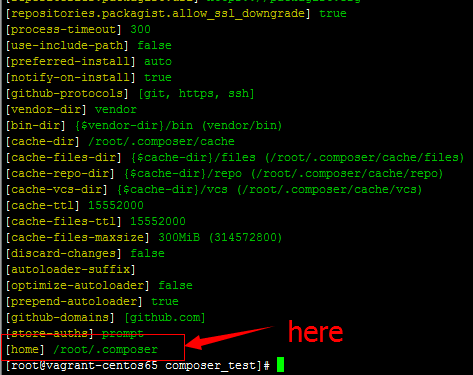 [repositories.packagist.allow_ssl_downgrade] true
[process-timeout] 300
[use-include-path] false
[preferred-install] auto
[notify-on-install] true
[github-protocols] [git, https, ssh]
[vendor-dir] vendor
[bin-dir] {$vendor-dir}/bin (vendor/bin)
[cache-dir] /root/.composer/cache
[cache-files-dir] {$cache-dir}/files (/root/.composer/cache/files)
[cache-repo-dir] {$cache-dir}/repo (/root/.composer/cache/repo)
[cache-vcs-dir] {$cache-dir}/vcs (/root/.composer/cache/vcs)
[cache-ttl] 15552000
[cache-files-ttl] 15552000
[cache-files-maxsize] 300MiB (314572800)
[discard-changes] false
[autoloader-suffix]
[optimize-autoloader] false
[prepend-autoloader] true
[github-domains] [github.com]
[store-auths] prompt
here
[home] /root/.composer
[root@vagrant-centos65 composer_test]#